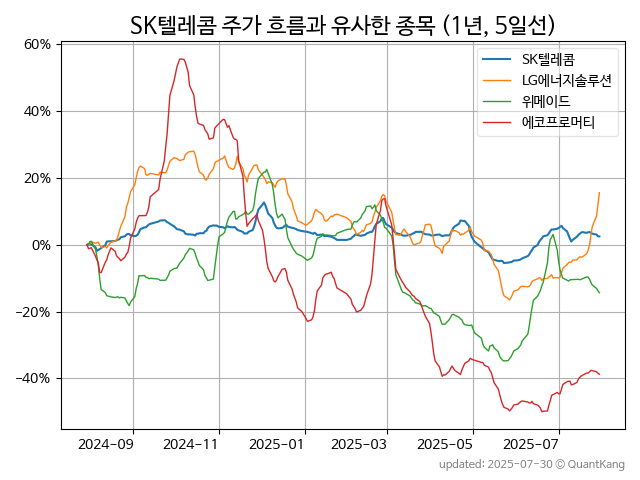 SK텔레콤 주가 흐름과 유사한 종목 (1년, 5일선)
60%
40%
20%
0%
−20%
−40%
SK텔레콤
LG에너지솔루션
위메이드
에코프로머티
2024-09
2024-11
2025-01
2025-03
2025-05
2025-07
updated: 2025-07-30 © QuantKang